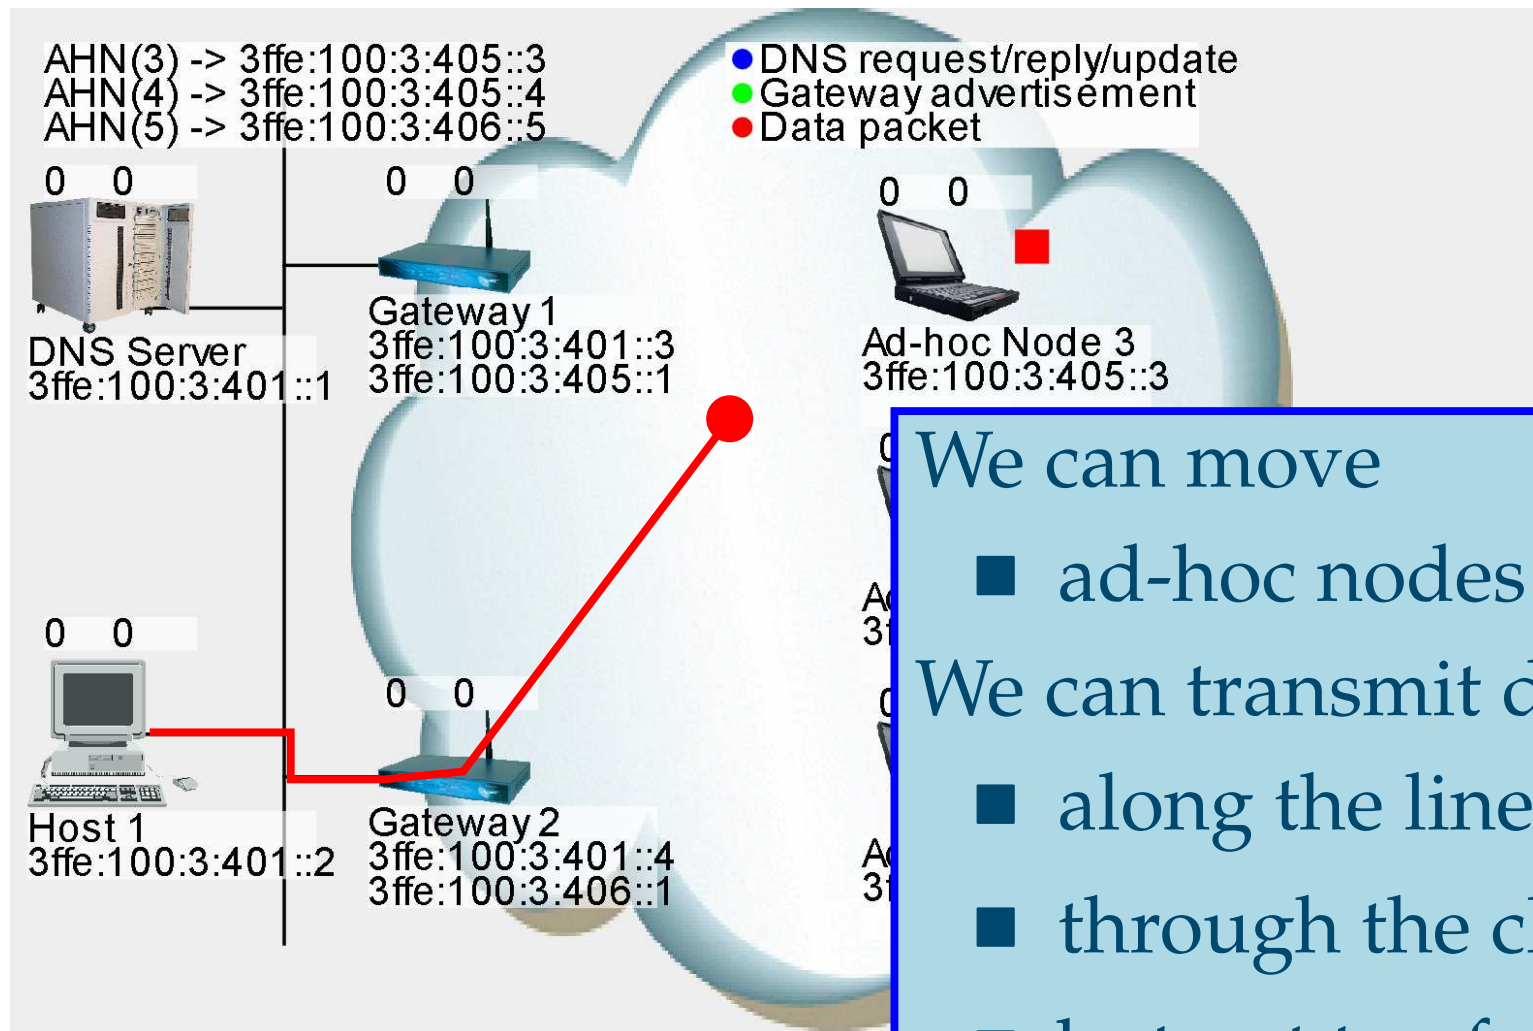 AHN(3) -> 3ffe:100:3:405::3
AHN(4) -> 3ffe:100:3:405::4
AHN(5) -> 3ffe:100:3:406::5
DNS request/reply/update
Gateway advertisement
Data packet
0 0
0 0
0 0
DNS Server
3ffe:100:3:401::1
Gateway 1
3ffe:100:3:401::3
3ffe:100:3:405::1
Ad-hoc Node 3
3ffe:100:3:405::3
0 0
Host 1
3ffe:100:3:401::2
0 0
Gateway 2
3ffe:100:3:401::4
3ffe:100:3:406::1
We can move
ad-hoc nodes
We can transmit
along the line
through the